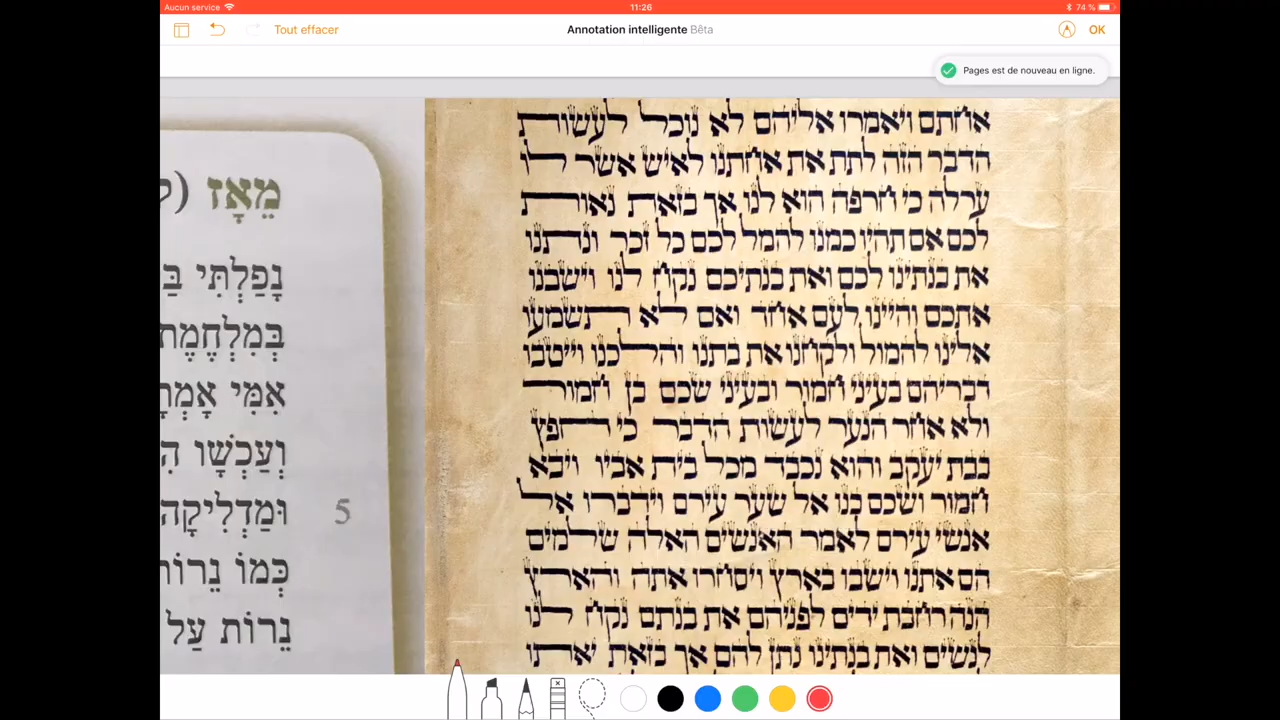 Aucun service
11:26
74 %
Tout effacer
Annotation intelligente Bêta
OK
Pages est de nouveau en ligne.
מֵאָז
נָפַלְתִּי
בְּמִלְחֶמֶת
אִמִּי
וְעַכְשָׁו
5 וּמַדְלִיקָה
כְּמוֹ נֵרוֹת
נֵרוֹת עַל
אחתם ויאמרו אליהם לא נוכל לעשות
הדבר הזה לתת את אחתנו לאיש אשר לו
ערלה כי חרפה הוא לנו אך בזאת נאות
לכם אם תהיו כמנו להמל לכם כל זכר ונתנו
את בנתינו לכם ואת בנתיכם נקח לנו וישבנו
אתכם והיינו לעם אחד ואם לא תשמעו
אלינו להמול ולקחנו את בתנו והלכנו וייטבו
דבריהם בעיני חמור ובעיני שכם בן חמור
ולא אחר הנער לעשות הדבר כי חפץ
בבת יעקב והוא נכבד מכל בית אביו ויבא
חמור ושכם בנו אל שער עירם וידברו אל
אנשי עירם לאמר האנשים האלה שלמים
הם אתנו וישבו בארץ ויסחרו אתה והארץ
הנה רחבת ידים לפניהם את בנתם נקח לנו
לנשים ואת בנתינו נתן להם אך בזאת יאתו